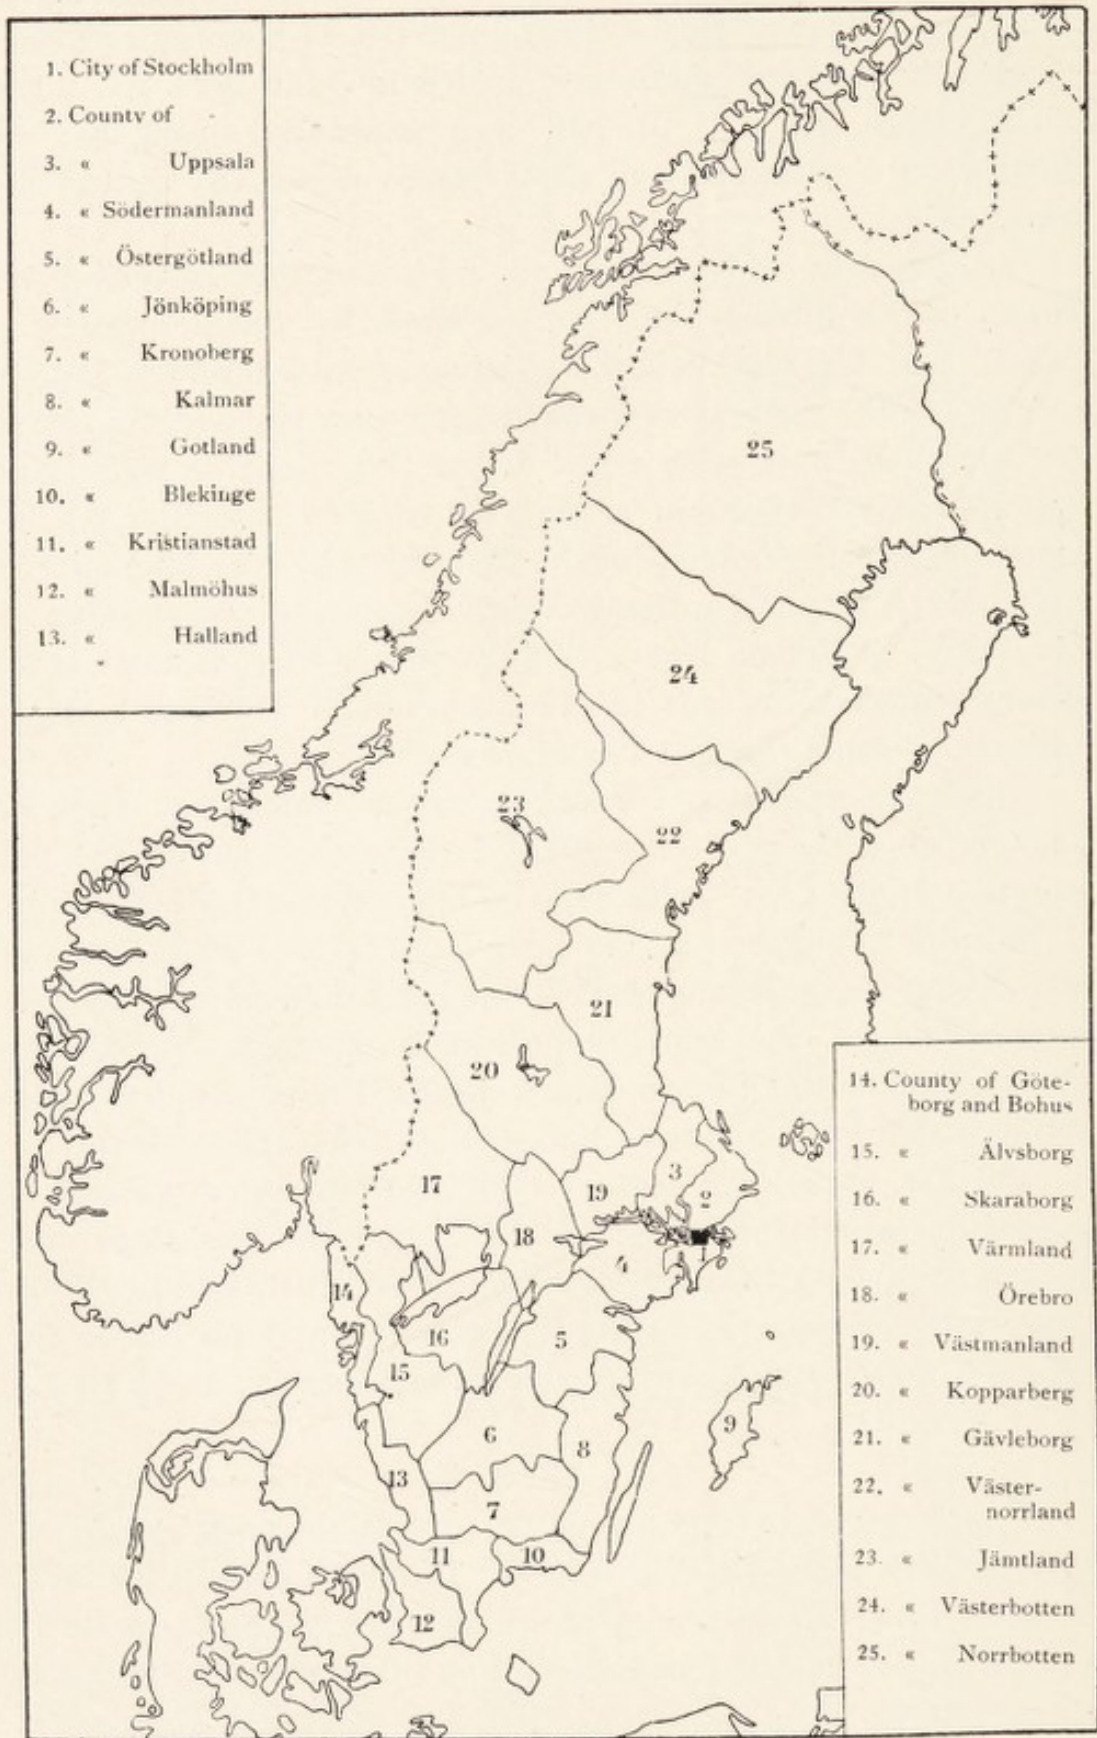 1. City of Stockholm
2. County of -
3. « Uppsala
4. « Södermanland
5. « Östergötland
6. « Jönköping
7. « Kronoberg
8. « Kalmar
9. « Gotland
10. « Blekinge
11. « Kristianstad
12. « Malmöhus
13. « Halland
25
24
23
22
21
20
3
17
19
2
18
1
4
14
16
5
15
9
6
8
13
7
11
10
12
14. County of Göte-
borg and Bohus
15. « Älvsborg
16. « Skaraborg
17. « Värmland
18. « Örebro
19. « Västmanland
20. « Kopparberg
21. « Gävleborg
22. « Väster-
norrland
23. « Jämtland
24. « Västerbotten
25. « Norrbotten